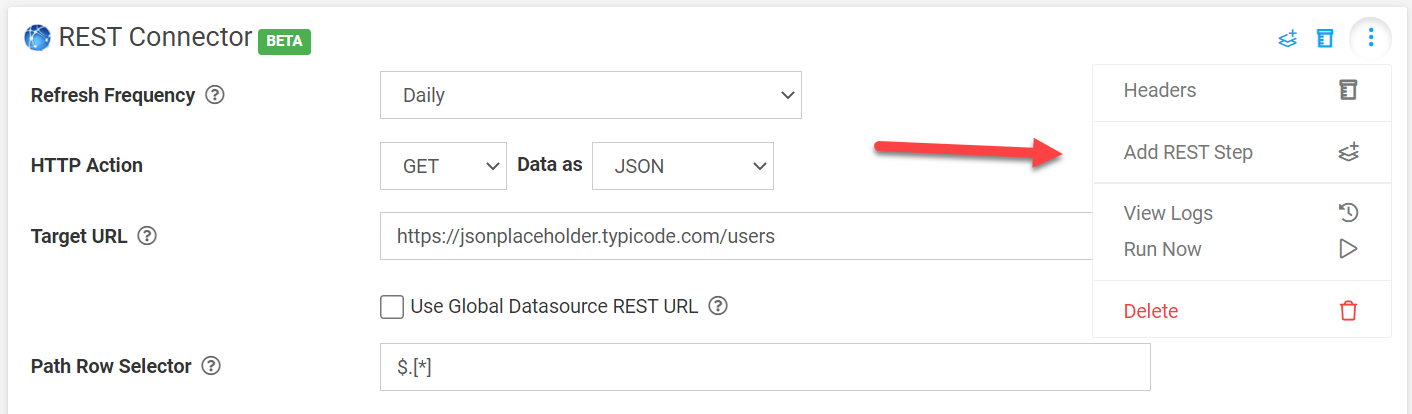 REST Connector BETA
Refresh Frequency ? Daily
Headers
HTTP Action GET Data as JSON
Add REST Step
View Logs
Target URL ? https://jsonplaceholder.typicode.com/users
Run Now
Use Global Datasource REST URL ?
Delete
Path Row Selector ? $.[*]